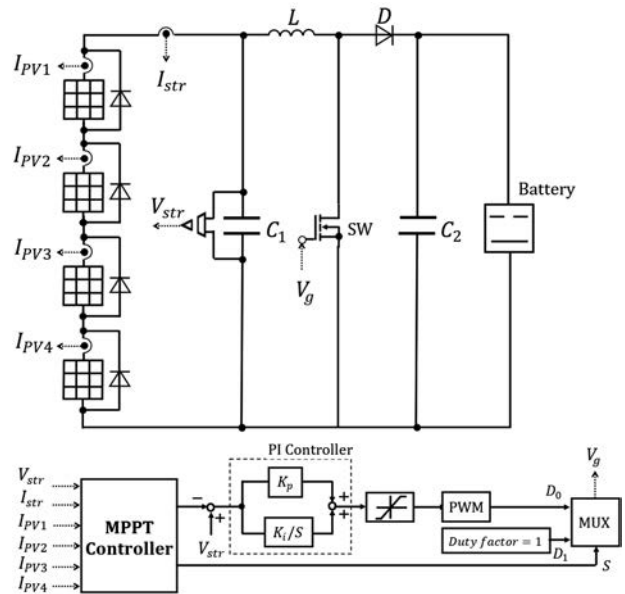 L
D
I_PV1
I_str
I_PV2
V_str
C_1
SW
C_2
Battery
I_PV3
V_g
I_PV4
PI Controller
V_g
V_str
I_str
I_PV1
I_PV2
I_PV3
I_PV4
MPPT
Controller
−
+
V_str
K_p
K_i/S
+
+
PWM
D_0
Duty factor = 1
D_1
MUX
S